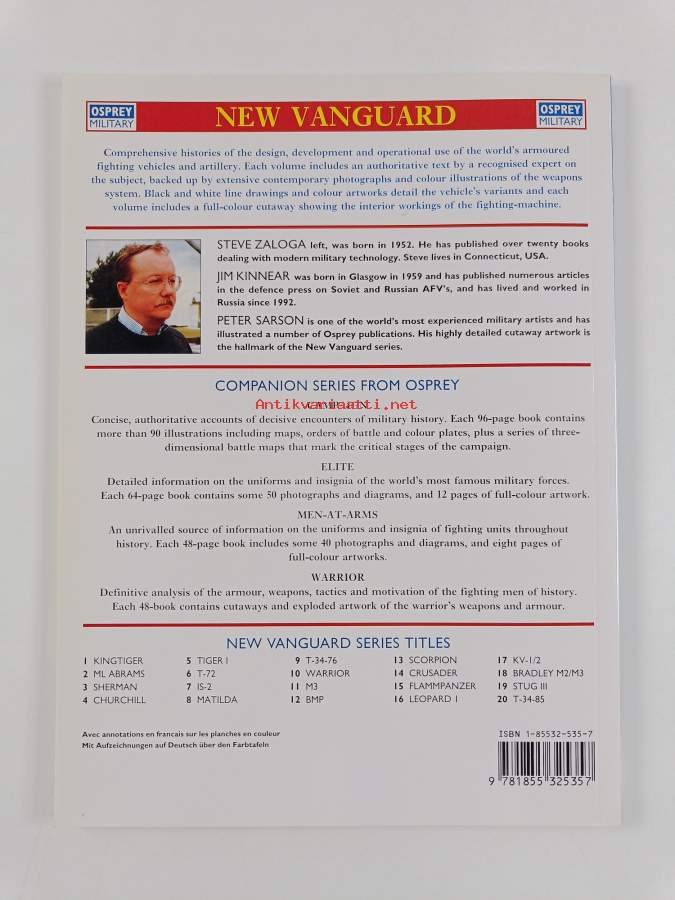 OSPREY
MILITARY
NEW VANGUARD
OSPREY
MILITARY
Comprehensive histories of the design, development and operational use of the world's armoured
fighting vehicles and artillery. Each volume includes an authoritative text by a recognised expert on
the subject, backed up by extensive contemporary photographs and colour illustrations of the weapons
system. Black and white line drawings and colour artworks detail the vehicle's variants and each
volume includes a full-colour cutaway showing the interior workings of the fighting-machine.
STEVE ZALOGA left, was born in 1952. He has published over twenty books
dealing with modern military technology. Steve lives in Connecticut, USA.
JIM KINNEAR was born in Glasgow in 1959 and has published numerous articles
in the defence press on Soviet and Russian AFV's, and has lived and worked in
Russia since 1992.
PETER SARSON is one of the world's most experienced military artists and has
illustrated a number of Osprey publications. His highly detailed cutaway artwork is
the hallmark of the New Vanguard series.
COMPANION SERIES FROM OSPREY
CAMPAIGN
Antikvariaatti.net
Concise, authoritative accounts of decisive encounters of military history. Each 96-page book contains
more than 90 illustrations including maps, orders of battle and colour plates, plus a series of three-
dimensional battle maps that mark the critical stages of the campaign.
ELITE
Detailed information on the uniforms and insignia of the world's most famous military forces.
Each 64-page book contains some 50 photographs and diagrams, and 12 pages of full-colour artwork.
MEN-AT-ARMS
An unrivalled source of information on the uniforms and insignia of fighting units throughout
history. Each 48-page book includes some 40 photographs and diagrams, and eight pages of
full-colour artworks.
WARRIOR
Definitive analysis of the armour, weapons, tactics and motivation of the fighting men of history.
Each 48-book contains cutaways and exploded artwork of the warrior's weapons and armour.
NEW VANGUARD SERIES TITLES
1 KINGTIGER
2 ML ABRAMS
3 SHERMAN
4 CHURCHILL
5 TIGER I
6 T-72
7 IS-2
8 MATILDA
9 T-34-76
10 WARRIOR
11 M3
12 BMP
13 SCORPION
14 CRUSADER
15 FLAMMPANZER
16 LEOPARD 1
17 KV-1/2
18 BRADLEY M2/M3
19 STUG III
20 T-34-85
Avec annotations en francais sur les planches en couleur
Mit Aufzeichnungen auf Deutsch über den Farbtafeln
ISBN 1-85532-535-7
9 781855 325357